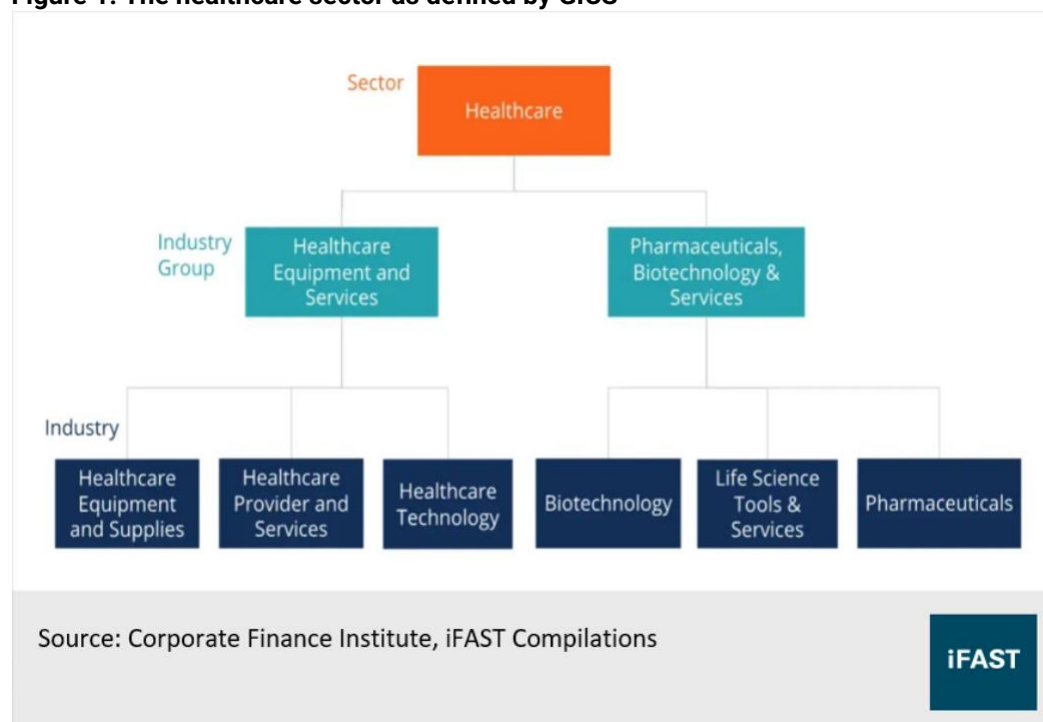 Figure 1: The healthcare sector as defined by GICS
Sector
Healthcare
Industry
Group
Healthcare
Equipment and
Services
Pharmaceuticals,
Biotechnology &
Services
Industry
Healthcare
Equipment
and Supplies
Healthcare
Provider and
Services
Healthcare
Technology
Biotechnology
Life Science
Tools &
Services
Pharmaceuticals
Source: Corporate Finance Institute, iFAST Compilations
iFAST